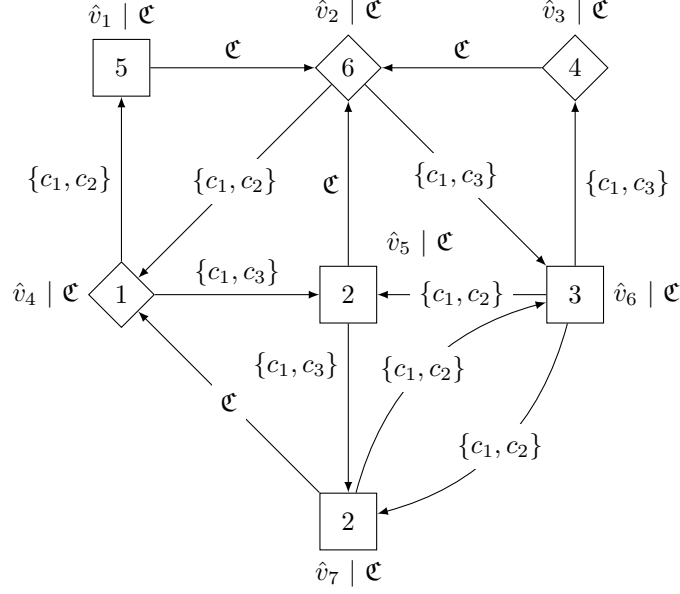 v̂₁ | ℭ
v̂₂ | ℭ
v̂₃ | ℭ
5
ℭ
6
ℭ
4
{c₁, c₂}
{c₁, c₂}
ℭ
{c₁, c₃}
{c₁, c₃}
v̂₅ | ℭ
v̂₄ | ℭ
1
{c₁, c₃}
2
{c₁, c₂}
3
v̂₆ | ℭ
{c₁, c₃}
{c₁, c₂}
ℭ
{c₁, c₂}
2
v̂₇ | ℭ